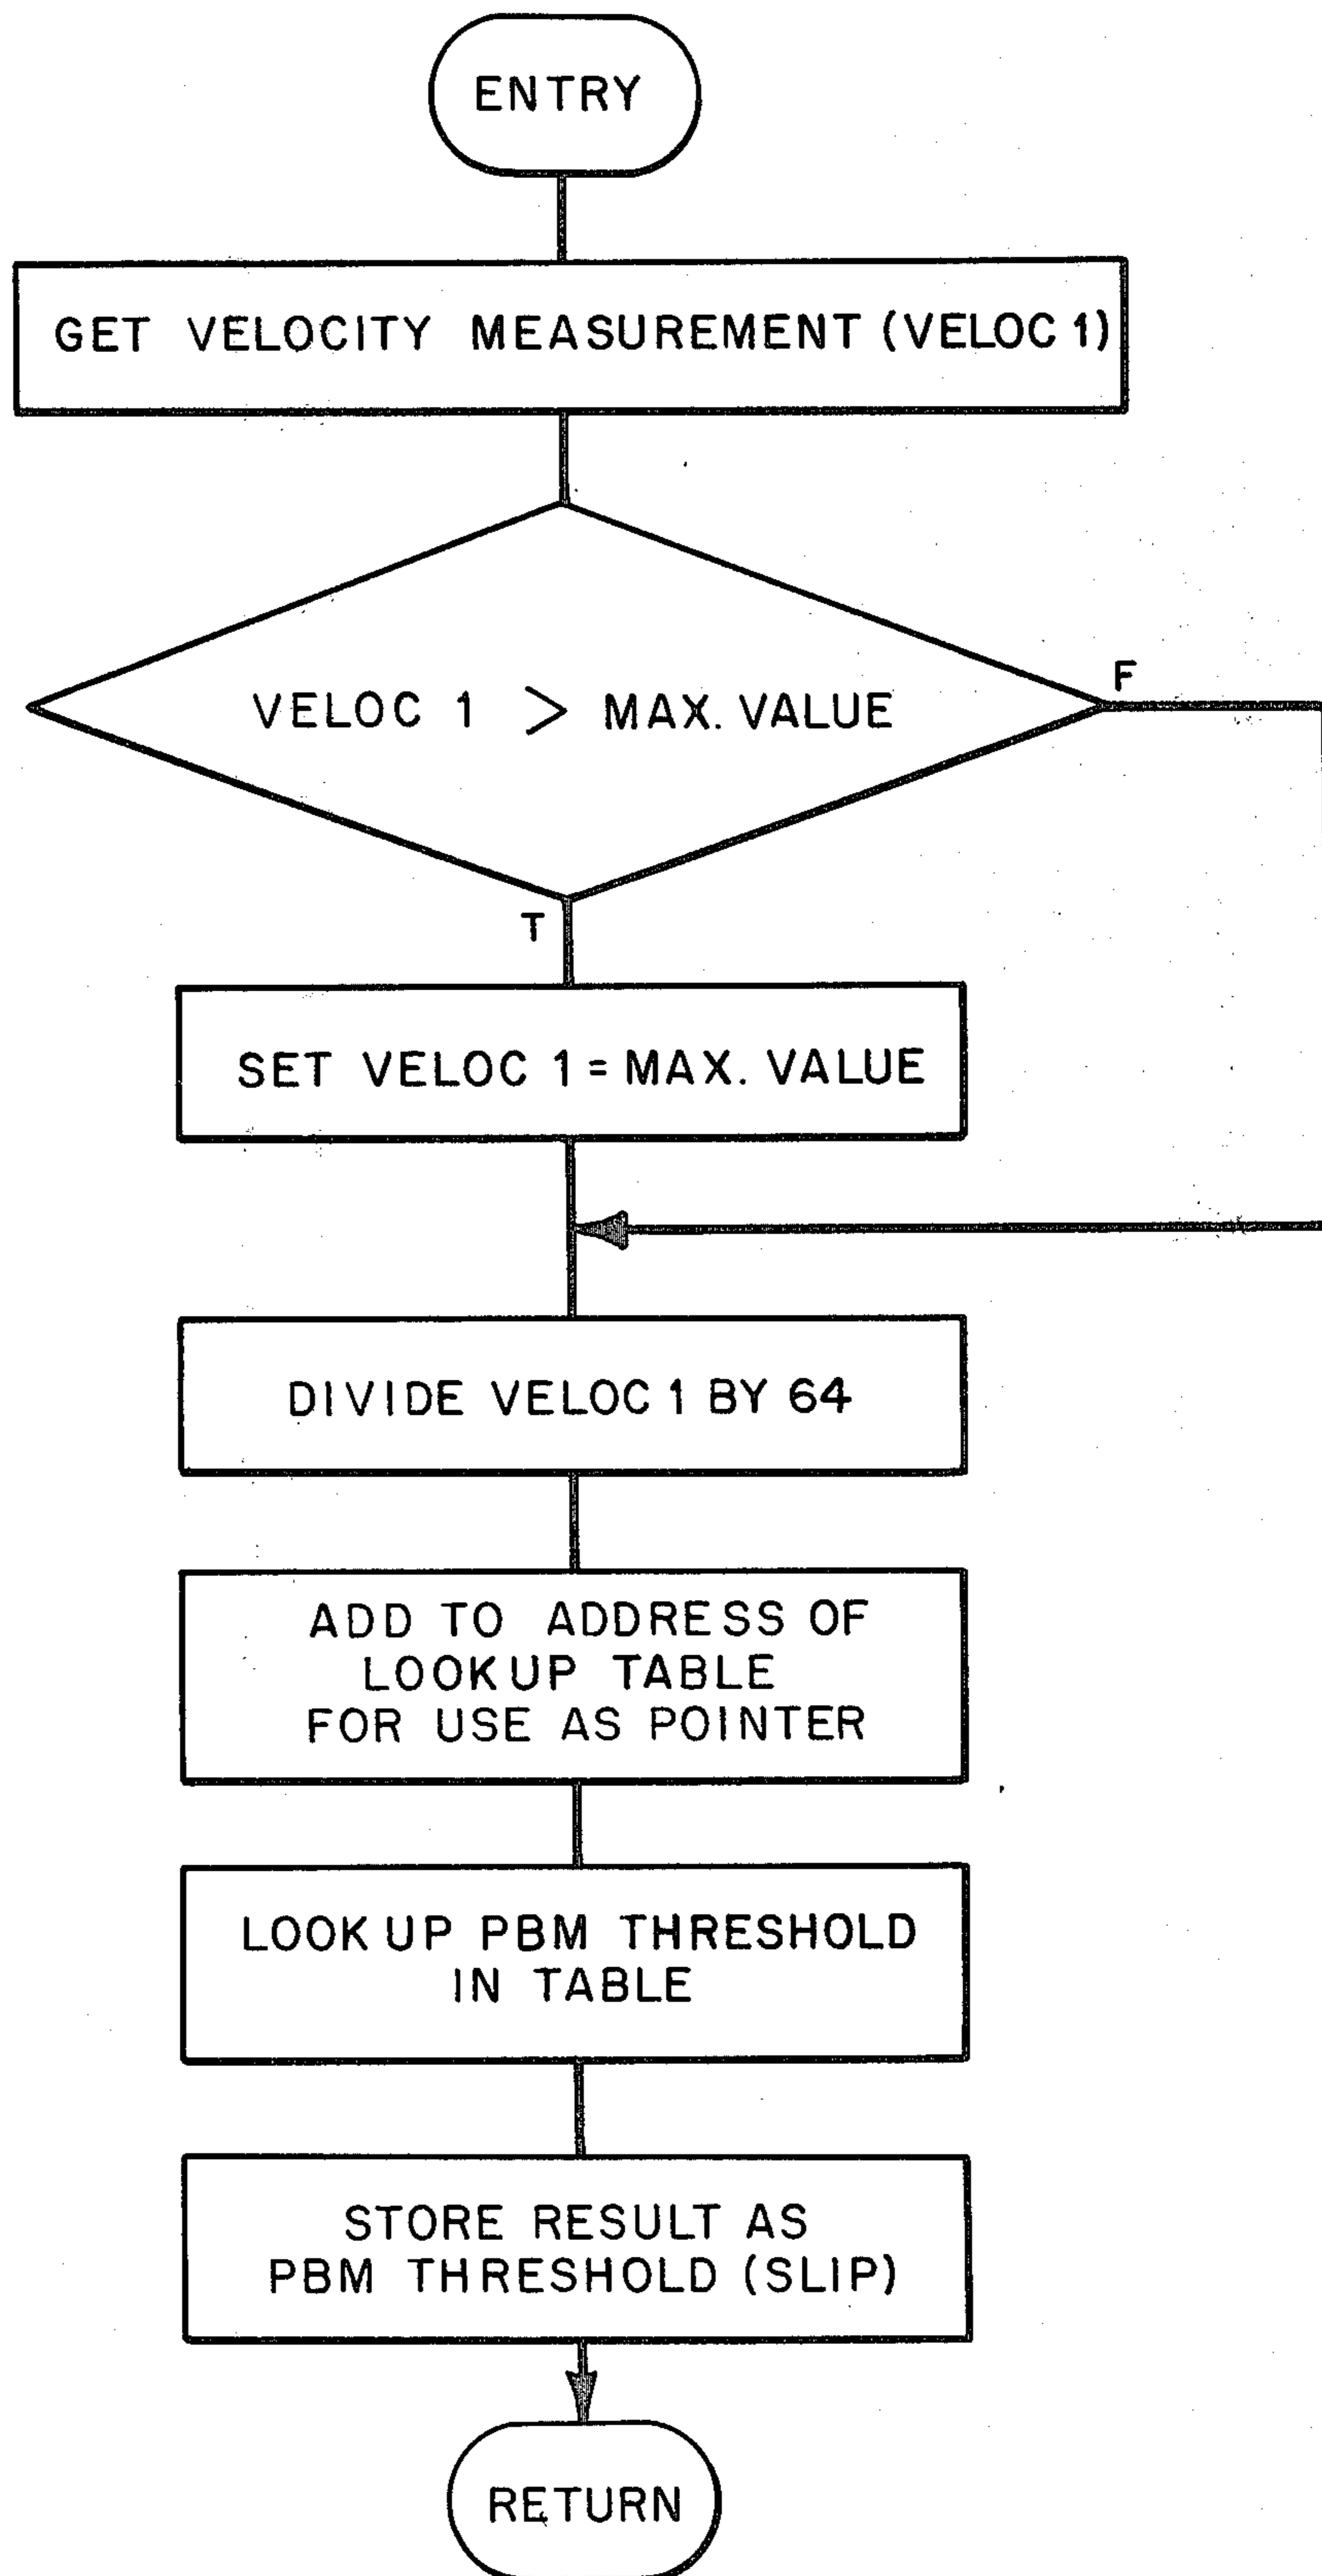 ENTRY
GET VELOCITY MEASUREMENT (VELOC 1)
VELOC 1 > MAX. VALUE
F
T
SET VELOC 1 = MAX. VALUE
DIVIDE VELOC 1 BY 64
ADD TO ADDRESS OF
LOOKUP TABLE
FOR USE AS POINTER
LOOK UP PBM THRESHOLD
IN TABLE
STORE RESULT AS
PBM THRESHOLD (SLIP)
RETURN